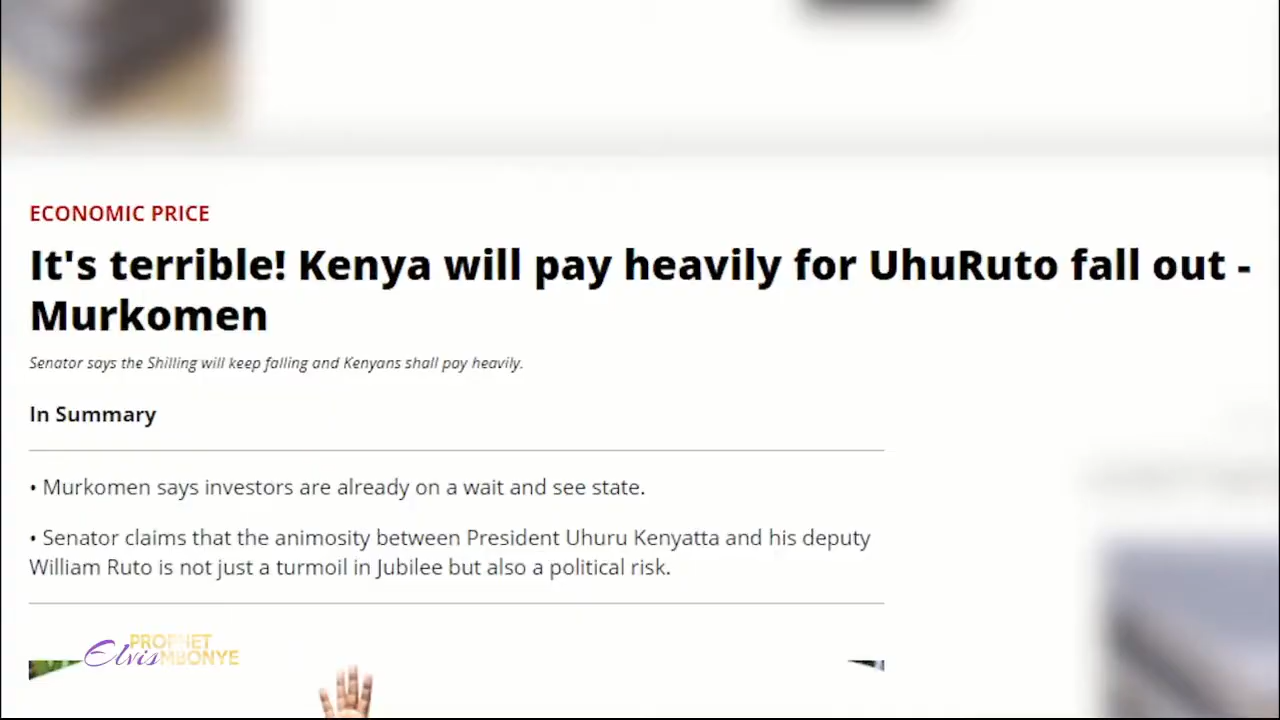 ECONOMIC PRICE
It's terrible! Kenya will pay heavily for UhuRuto fall out -
Murkomen
Senator says the Shilling will keep falling and Kenyans shall pay heavily.
In Summary
• Murkomen says investors are already on a wait and see state.
• Senator claims that the animosity between President Uhuru Kenyatta and his deputy
William Ruto is not just a turmoil in Jubilee but also a political risk.
PROPHET
Elvis MBONYE